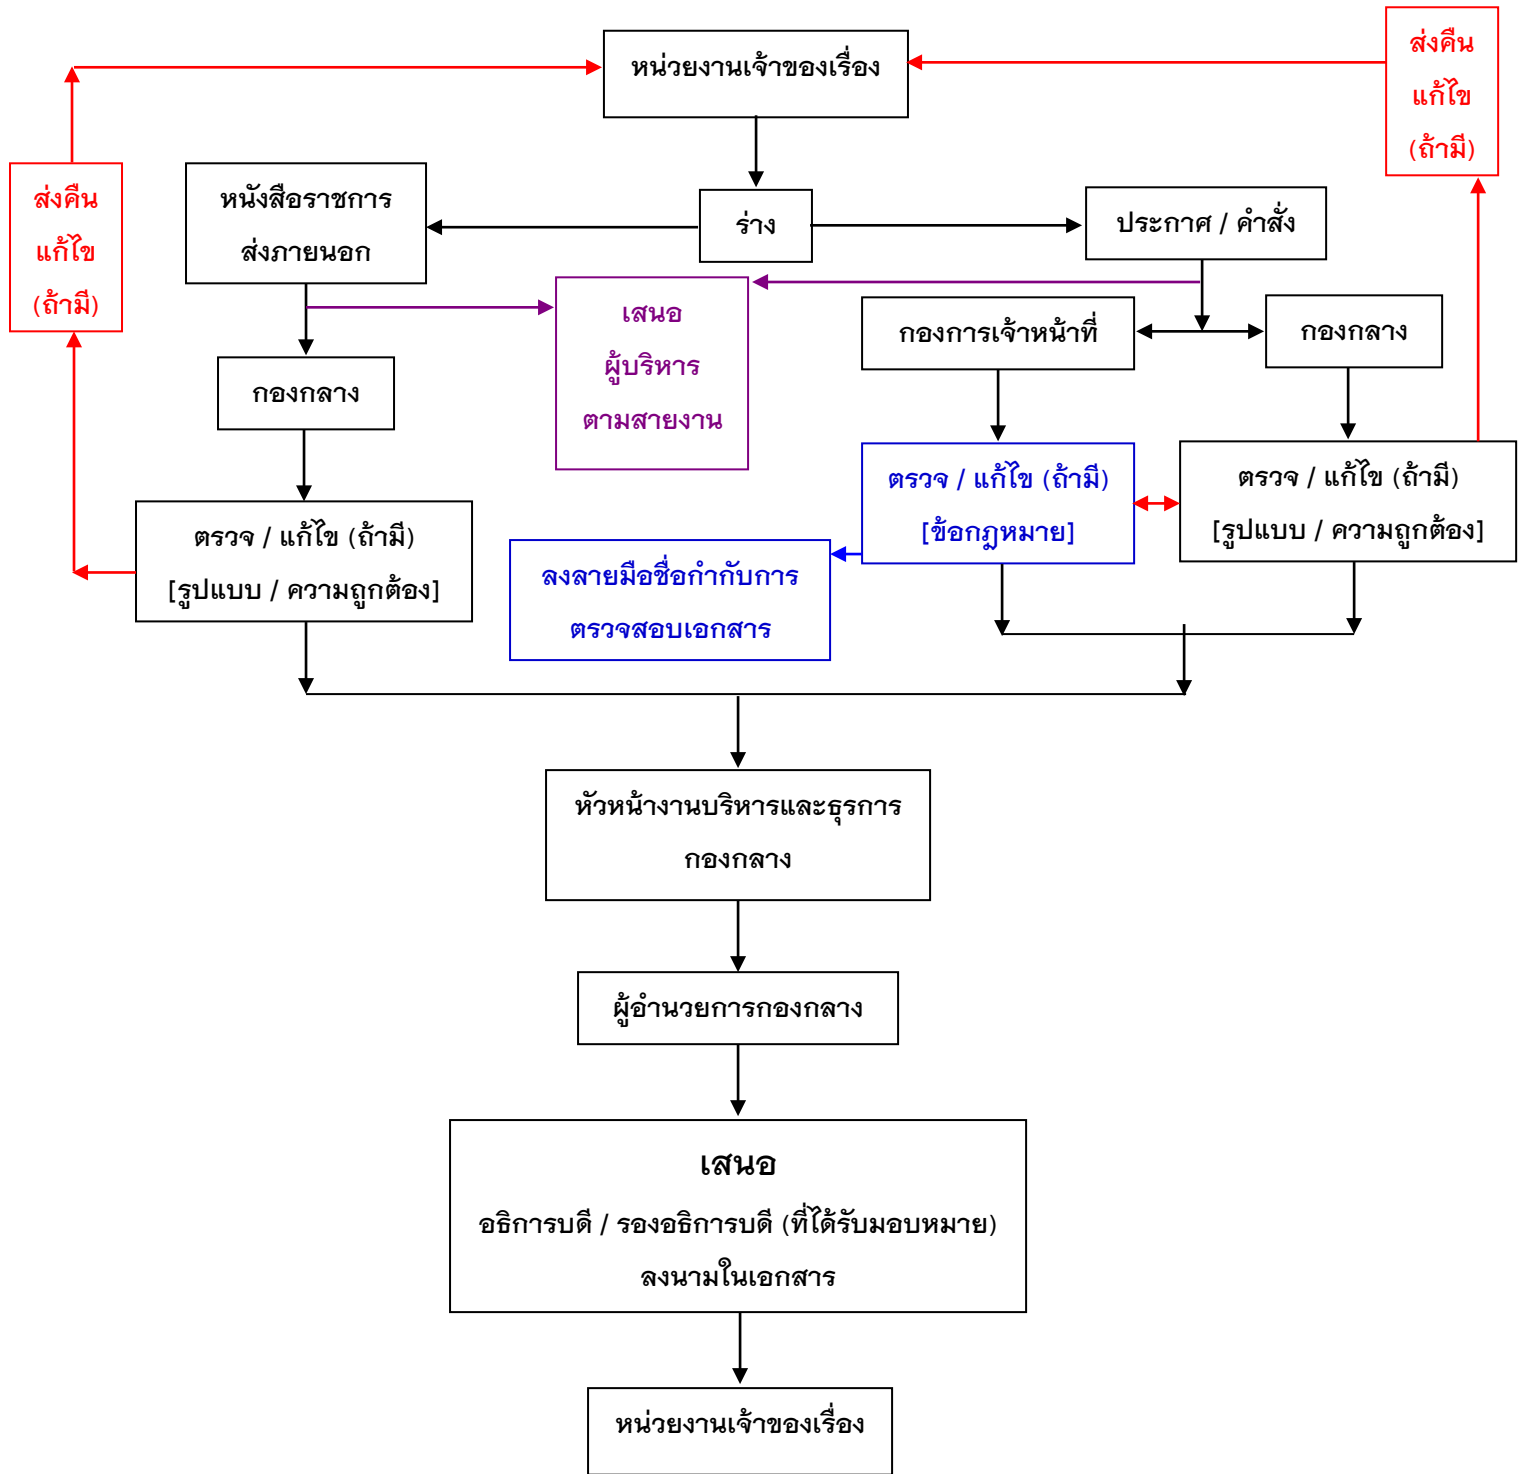 หน่วยงานเจ้าของเรื่อง
ส่งคืน
แก้ไข
(ถ้ามี)
ส่งคืน
แก้ไข
(ถ้ามี)
หนังสือราชการ
ส่งภายนอก
ร่าง
ประกาศ / คำสั่ง
เสนอ
ผู้บริหาร
ตามสายงาน
กองการเจ้าหน้าที่
กองกลาง
กองกลาง
ตรวจ / แก้ไข (ถ้ามี)
[ข้อกฎหมาย]
ตรวจ / แก้ไข (ถ้ามี)
[รูปแบบ / ความถูกต้อง]
ตรวจ / แก้ไข (ถ้ามี)
[รูปแบบ / ความถูกต้อง]
ลงลายมือชื่อกำกับการ
ตรวจสอบเอกสาร
หัวหน้างานบริหารและธุรการ
กองกลาง
ผู้อำนวยการกองกลาง
เสนอ
อธิการบดี / รองอธิการบดี (ที่ได้รับมอบหมาย)
ลงนามในเอกสาร
หน่วยงานเจ้าของเรื่อง